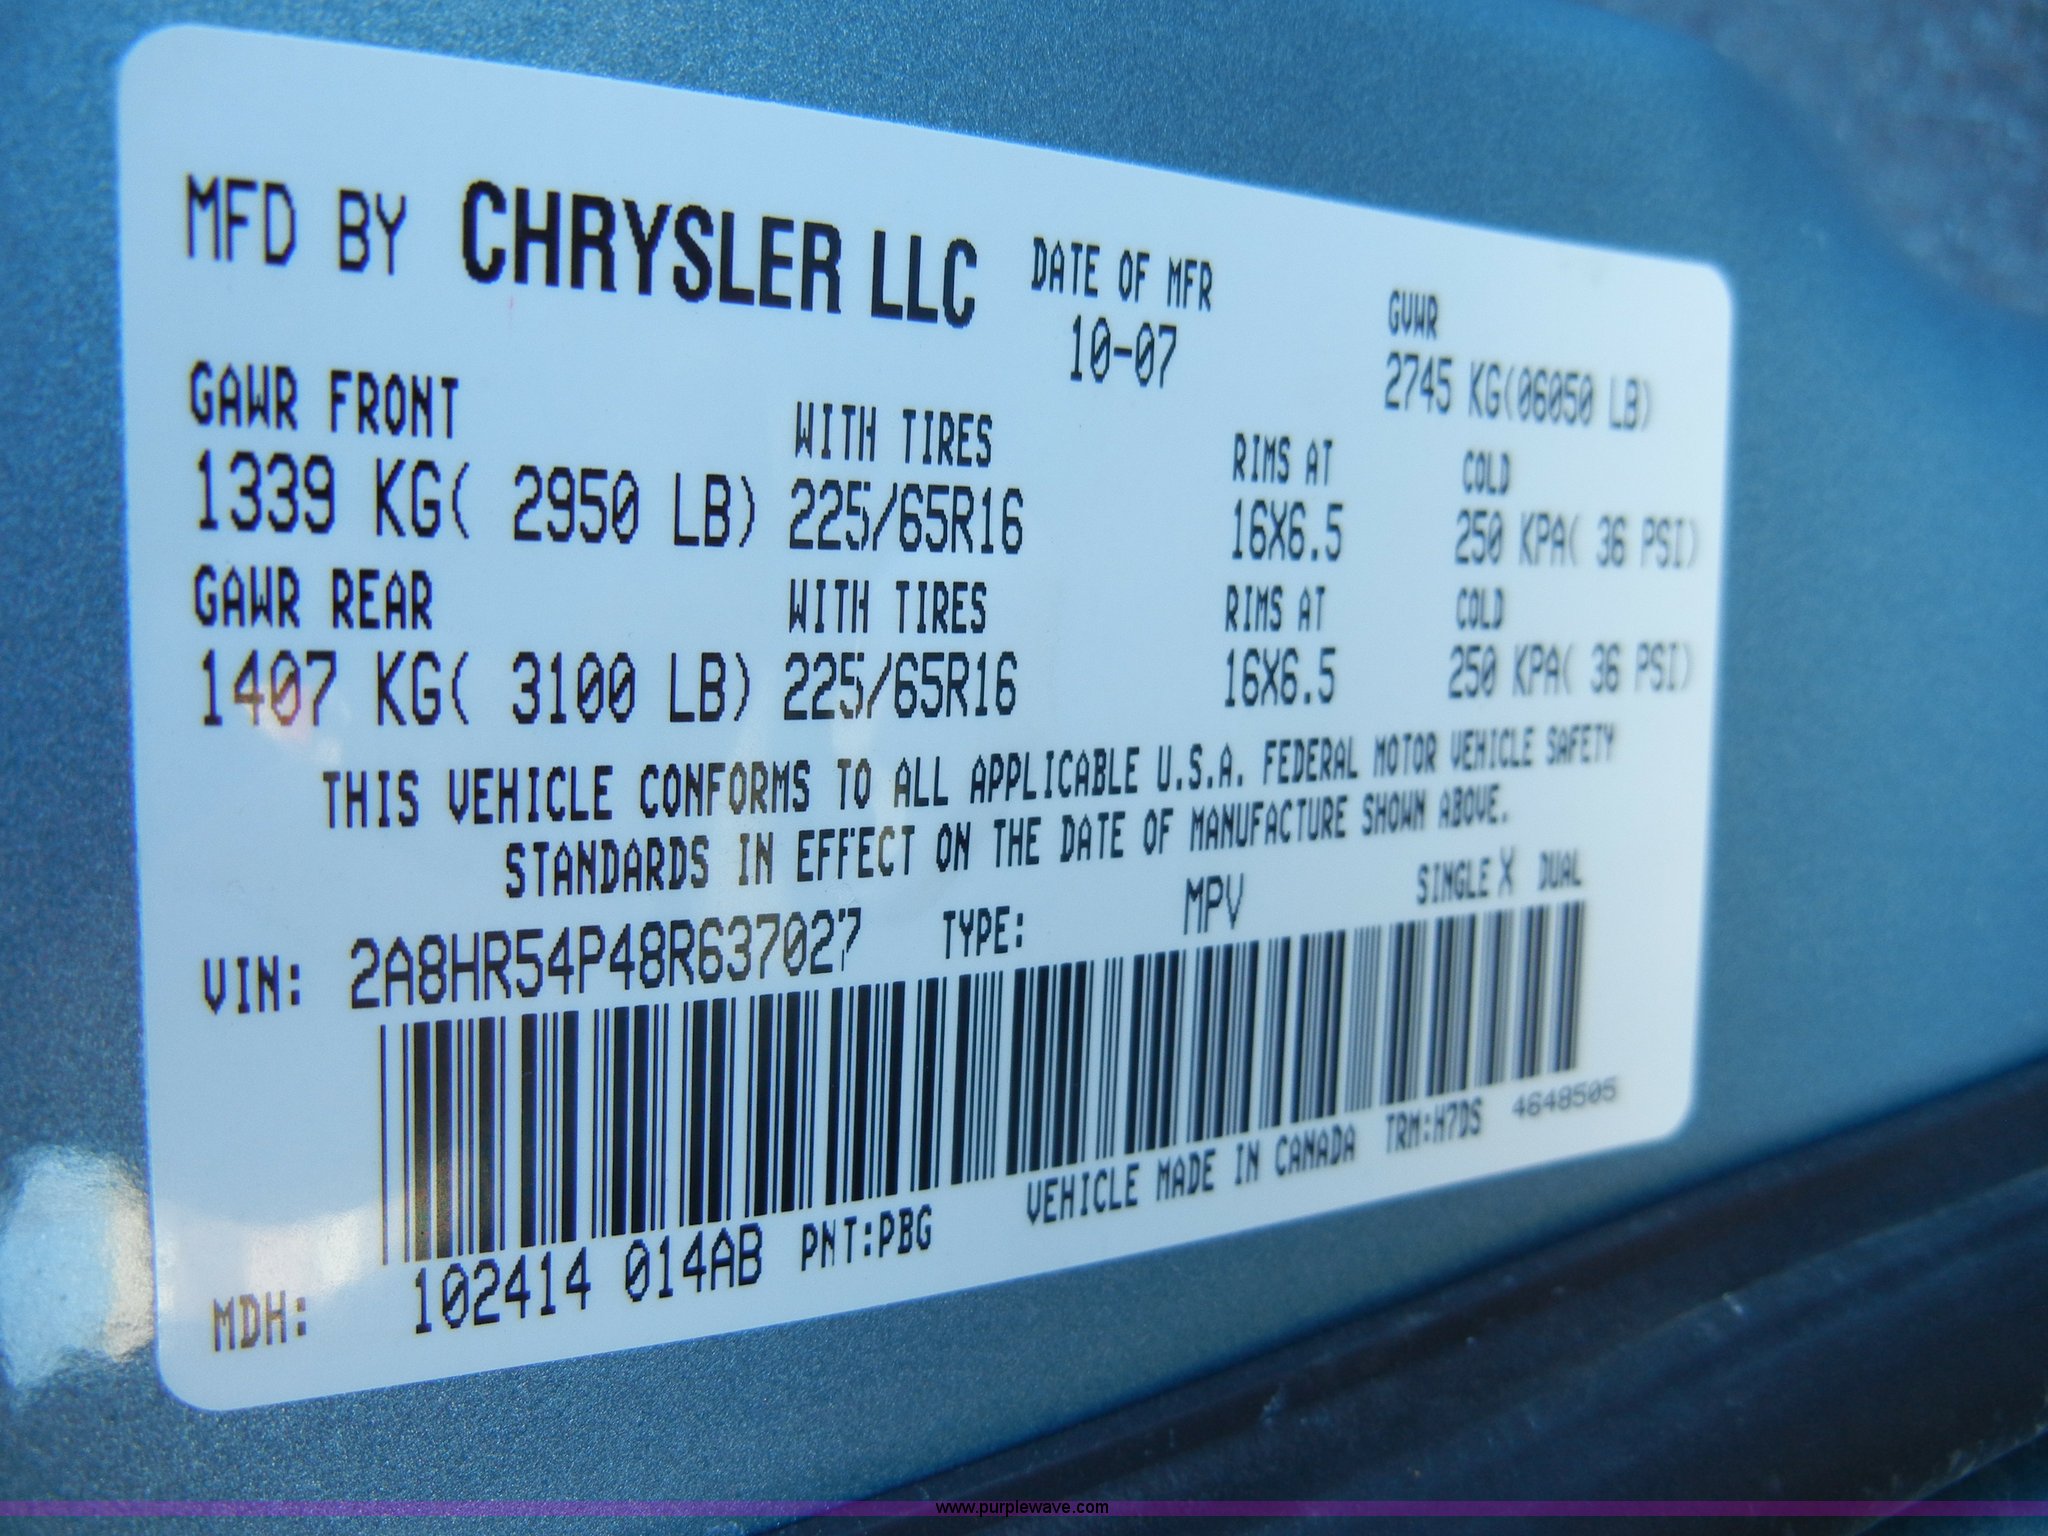 MFD BY CHRYSLER LLC DATE OF MFR GVWR
10-07 2745 KG(06050 LB)
GAWR FRONT WITH TIRES RIMS AT COLD
1339 KG( 2950 LB) 225/65R16 16X6.5 250 KPA( 36 PSI)
GAWR REAR WITH TIRES RIMS AT COLD
1407 KG( 3100 LB) 225/65R16 16X6.5 250 KPA( 36 PSI)
THIS VEHICLE CONFORMS TO ALL APPLICABLE U.S.A. FEDERAL MOTOR VEHICLE SAFETY
STANDARDS IN EFFECT ON THE DATE OF MANUFACTURE SHOWN ABOVE.
VIN: 2A8HR54P48R637027 TYPE: MPV SINGLE X DUAL
MDH: 102414 014AB PNT:PBG VEHICLE MADE IN CANADA TRM:H7DS 4648505
www.purplewave.com